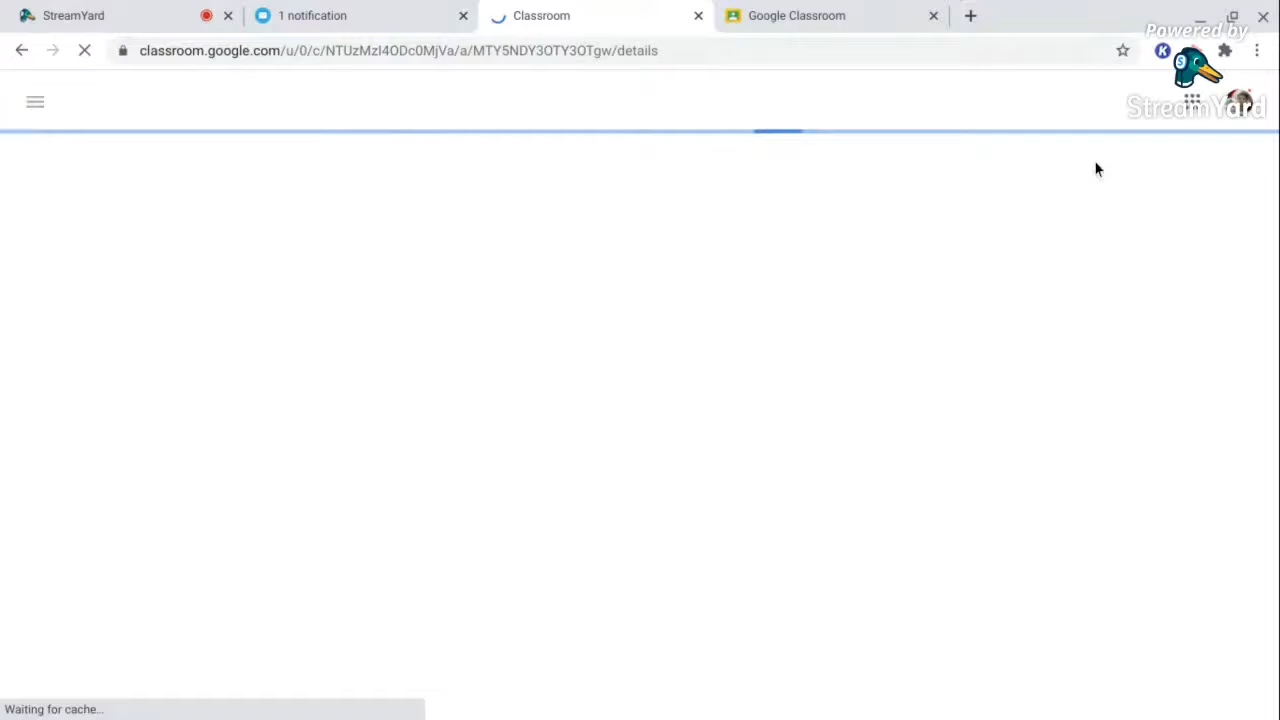 StreamYard
1 notification
Classroom
Google Classroom
classroom.google.com/u/0/c/NTUzMzI4ODc0MjVa/a/MTY5NDY3OTY3OTgw/details
K
Powered by
S
StreamYard
Waiting for cache...